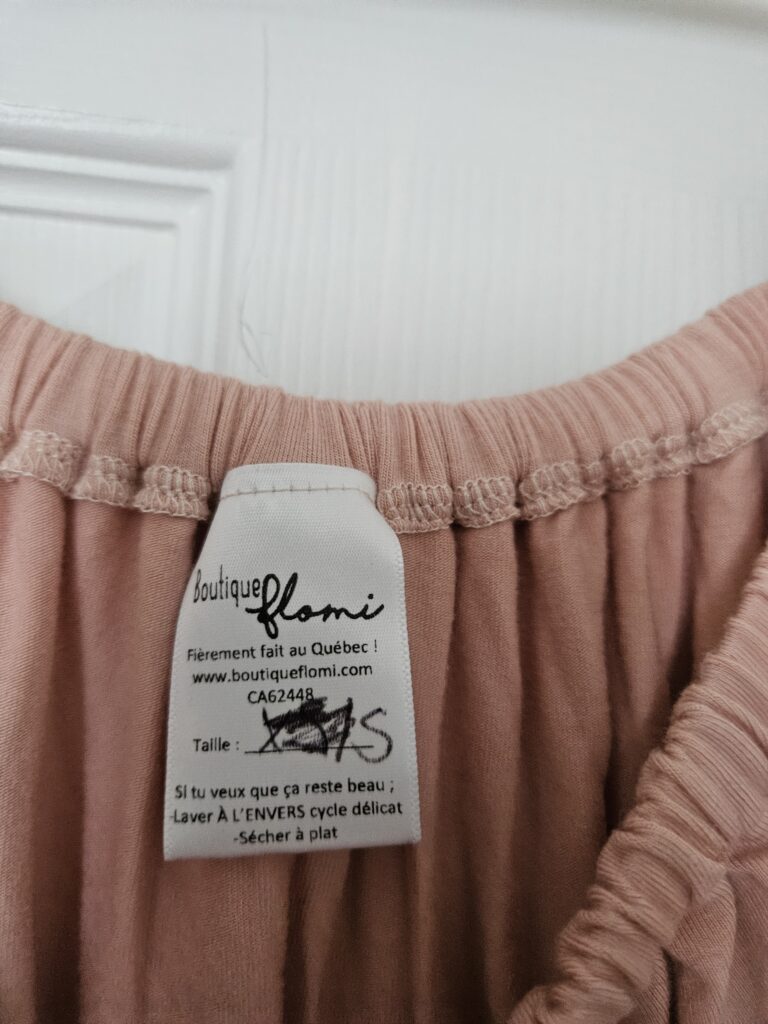 Boutique flomi
Fièrement fait au Québec !
www.boutiqueflomi.com
CA62448
Taille : S
Si tu veux que ça reste beau ;
-Laver À L'ENVERS cycle délicat
-Sécher à plat